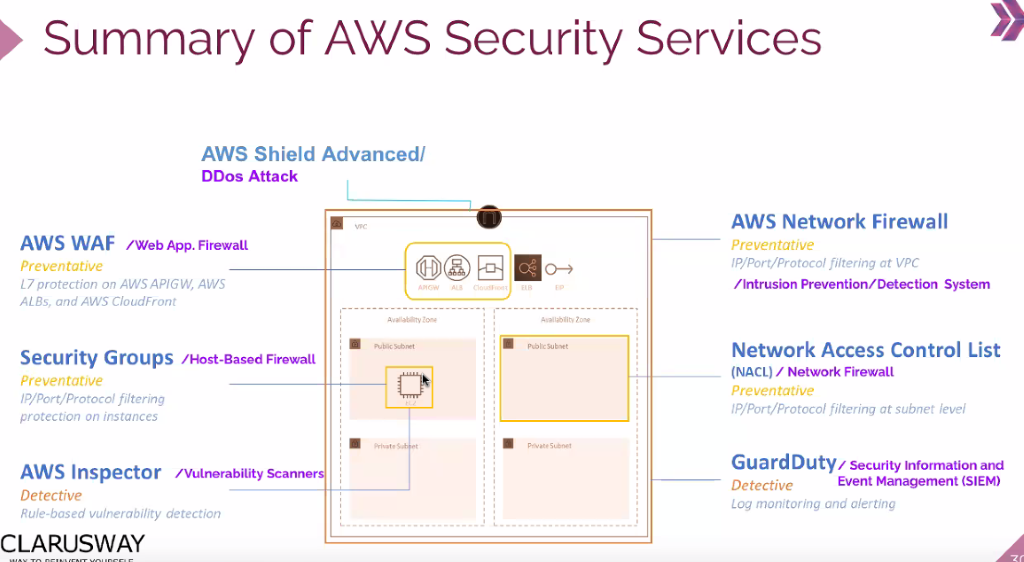 Summary of AWS Security Services
AWS Shield Advanced/
DDos Attack
AWS WAF /Web App. Firewall
Preventative
L7 protection on AWS APIGW, AWS
ALBs, and AWS CloudFront
Security Groups /Host-Based Firewall
Preventative
IP/Port/Protocol filtering
protection on instances
AWS Inspector /Vulnerability Scanners
Detective
Rule-based vulnerability detection
VPC
APIGW ALB CloudFront ELB EIP
Availability Zone
Public Subnet
EC2
Private Subnet
Availability Zone
Public Subnet
Private Subnet
AWS Network Firewall
Preventative
IP/Port/Protocol filtering at VPC
/Intrusion Prevention/Detection System
Network Access Control List
(NACL) / Network Firewall
Preventative
IP/Port/Protocol filtering at subnet level
GuardDuty/ Security Information and
Event Management (SIEM)
Detective
Log monitoring and alerting
CLARUSWAY
WAY TO REINVENT YOURSELF